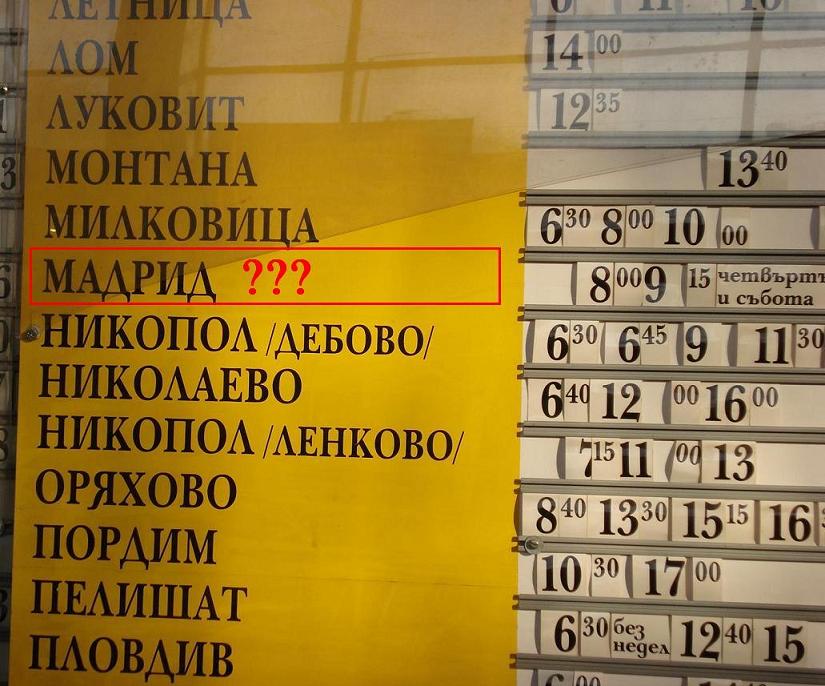 ЛЕТНИЦА
ЛОМ 14 00
ЛУКОВИТ 12 35
МОНТАНА 13 40
МИЛКОВИЦА 6 30 8 00 10 00
МАДРИД ??? 8 00 9 15 четвърт
и събота
НИКОПОЛ /ДЕБОВО/ 6 30 6 45 9 11 30
НИКОЛАЕВО 6 40 12 00 16 00
НИКОПОЛ /ЛЕНКОВО/ 7 15 11 00 13
ОРЯХОВО 8 40 13 30 15 15 16
ПОРДИМ 10 30 17 00
ПЕЛИШАТ 6 30 без
недел 12 40 15
ПЛОВДИВ